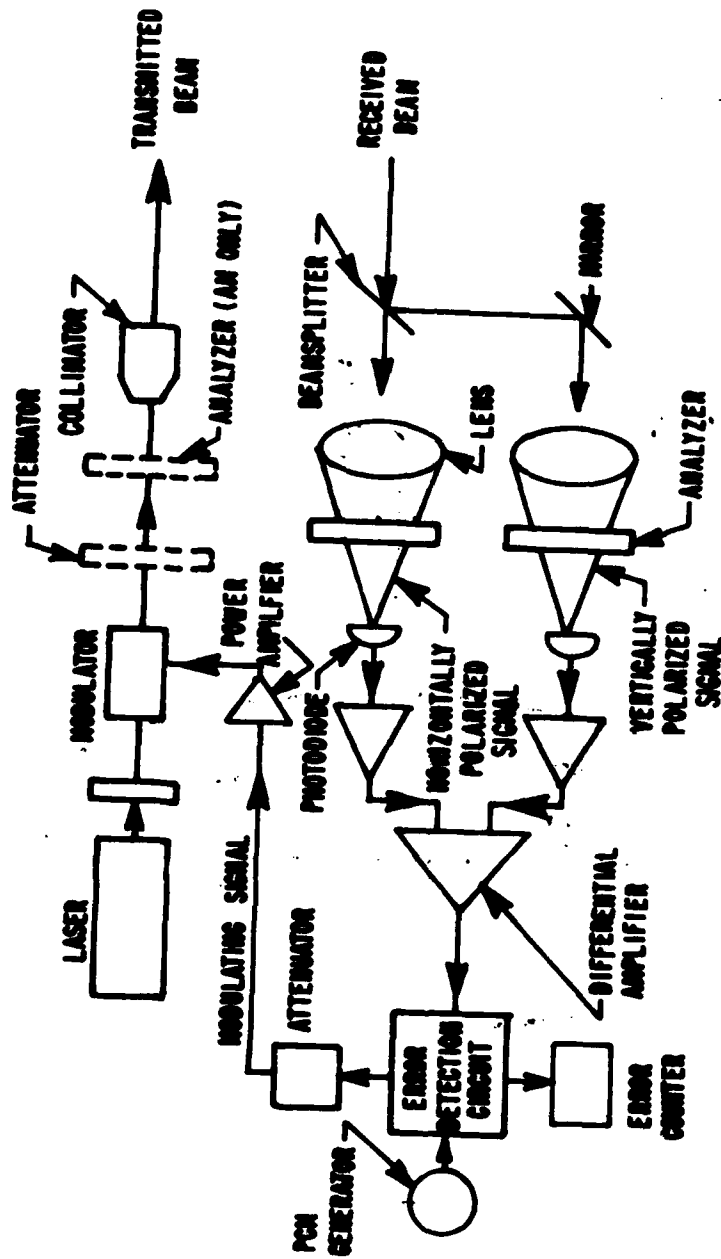 LASER
MODULATOR
ATTENUATOR
COLLIMATOR
TRANSMITTED
BEAM
ANALYZER (AM ONLY)
MODULATING SIGNAL
POWER
AMPILFIER
ATTENUATOR
PHOTODIODE
BEAMSPLITTER
RECEIVED
BEAM
LENS
HORIZONTALLY
POLARIZED
SIGNAL
MIRROR
PCM
GENERATOR
ERROR
DETECTION
CIRCUIT
DIFFERENTIAL
AMPLIFIER
VERTICALLY
POLARIZED
SIGNAL
ANALYZER
ERROR
COUNTER